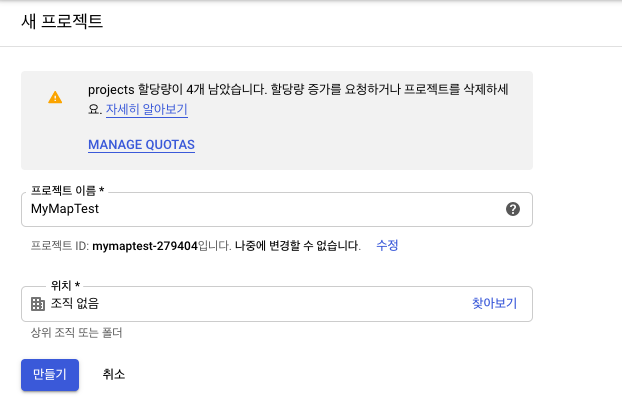 새 프로젝트
projects 할당량이 4개 남았습니다. 할당량 증가를 요청하거나 프로젝트를 삭제하세
요. 자세히 알아보기
MANAGE QUOTAS
프로젝트 이름 *
MyMapTest
프로젝트 ID: mymaptest-279404입니다. 나중에 변경할 수 없습니다. 수정
위치 *
조직 없음 찾아보기
상위 조직 또는 폴더
만들기 취소